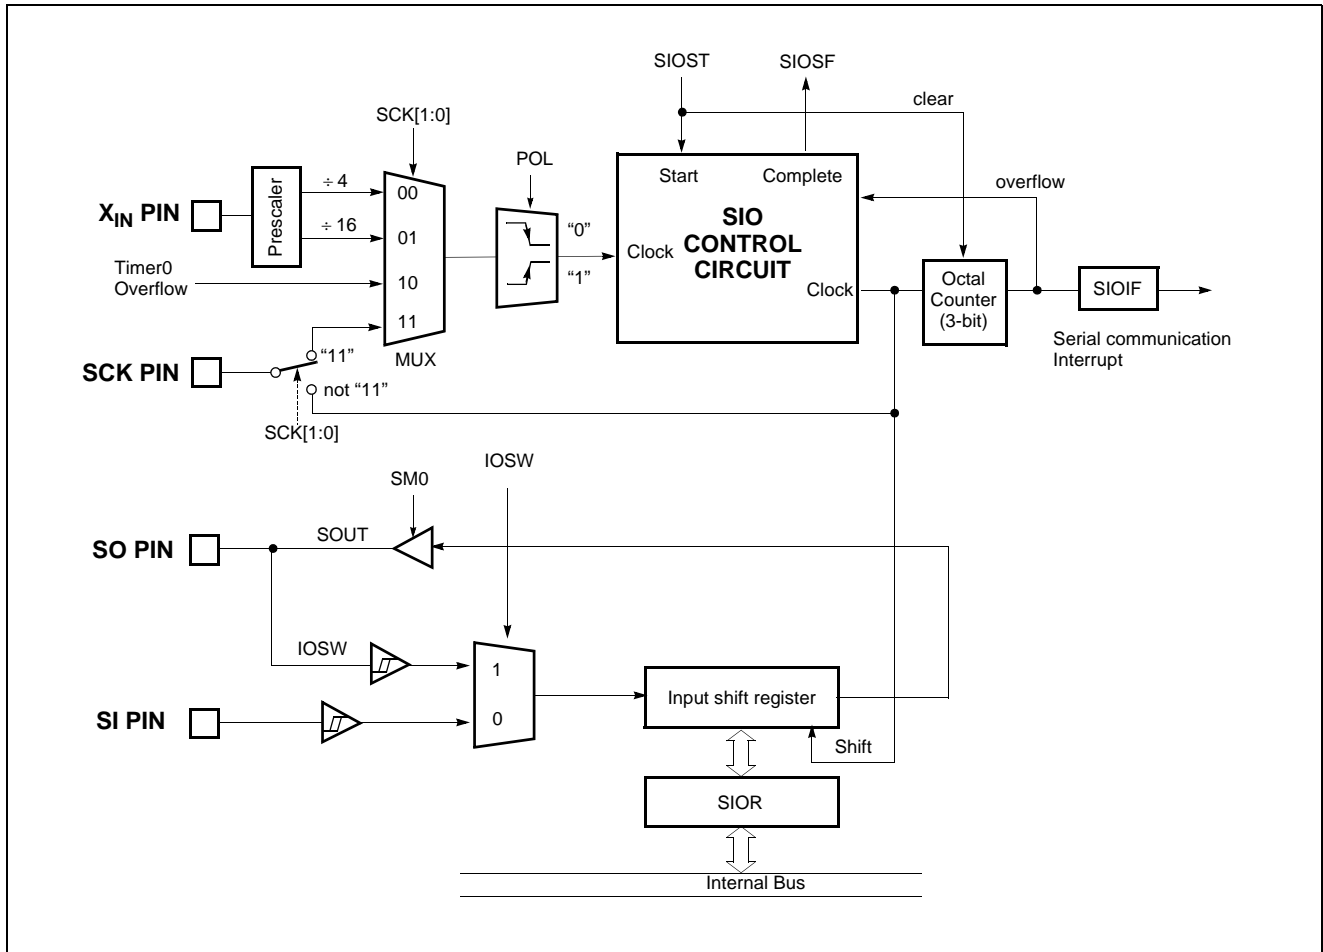 SIOST
SIOSF
clear
SCK[1:0]
POL
÷ 4
00
Start
Complete
overflow
XIN PIN
Prescaler
÷ 16
01
SIO
CONTROL
CIRCUIT
“0”
Clock
“1”
Timer0
Overflow
10
Clock
Octal
Counter
(3-bit)
SIOIF
11
Serial communication
Interrupt
“11”
MUX
SCK PIN
not “11”
SCK[1:0]
IOSW
SM0
SOUT
SO PIN
IOSW
1
Input shift register
SI PIN
0
Shift
SIOR
Internal Bus